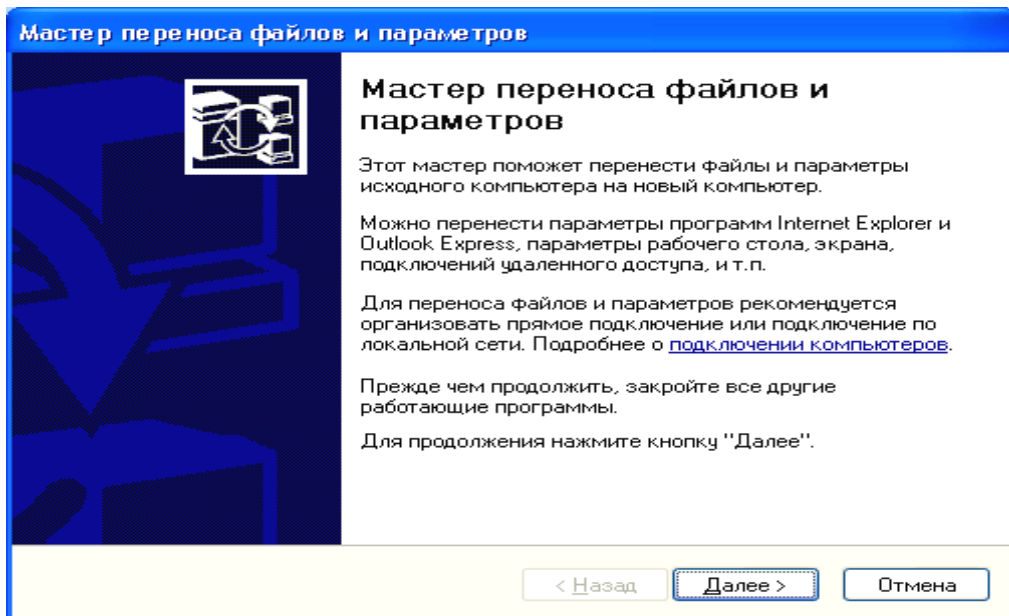 Мастер переноса файлов и параметров
Мастер переноса файлов и
параметров
Этот мастер поможет перенести файлы и параметры
исходного компьютера на новый компьютер.
Можно перенести параметры программ Internet Explorer и
Outlook Express, параметры рабочего стола, экрана,
подключений удаленного доступа, и т.п.
Для переноса файлов и параметров рекомендуется
организовать прямое подключение или подключение по
локальной сети. Подробнее о подключении компьютеров.
Прежде чем продолжить, закройте все другие
работающие программы.
Для продолжения нажмите кнопку "Далее".
< Назад Далее > Отмена